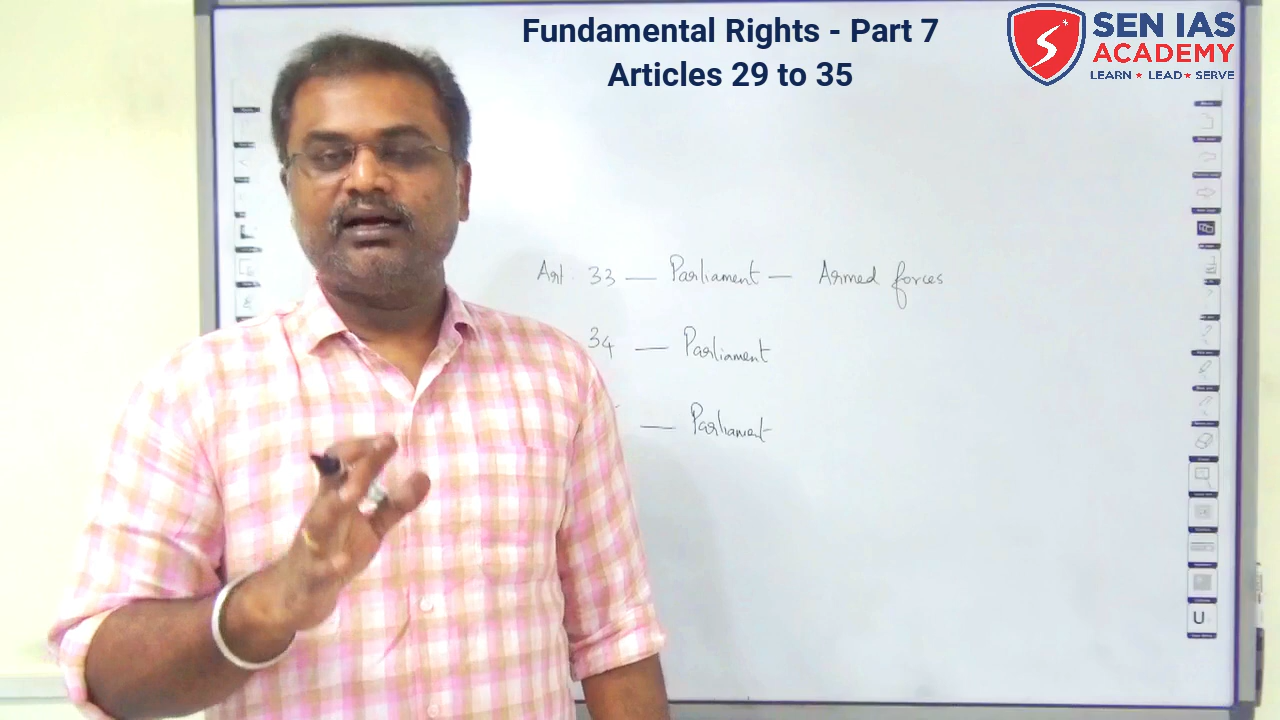 Fundamental Rights - Part 7
Articles 29 to 35
SEN IAS
ACADEMY
LEARN ★ LEAD ★ SERVE
Art. 33 — Parliament — Armed forces
34 — Parliament
— Parliament
U